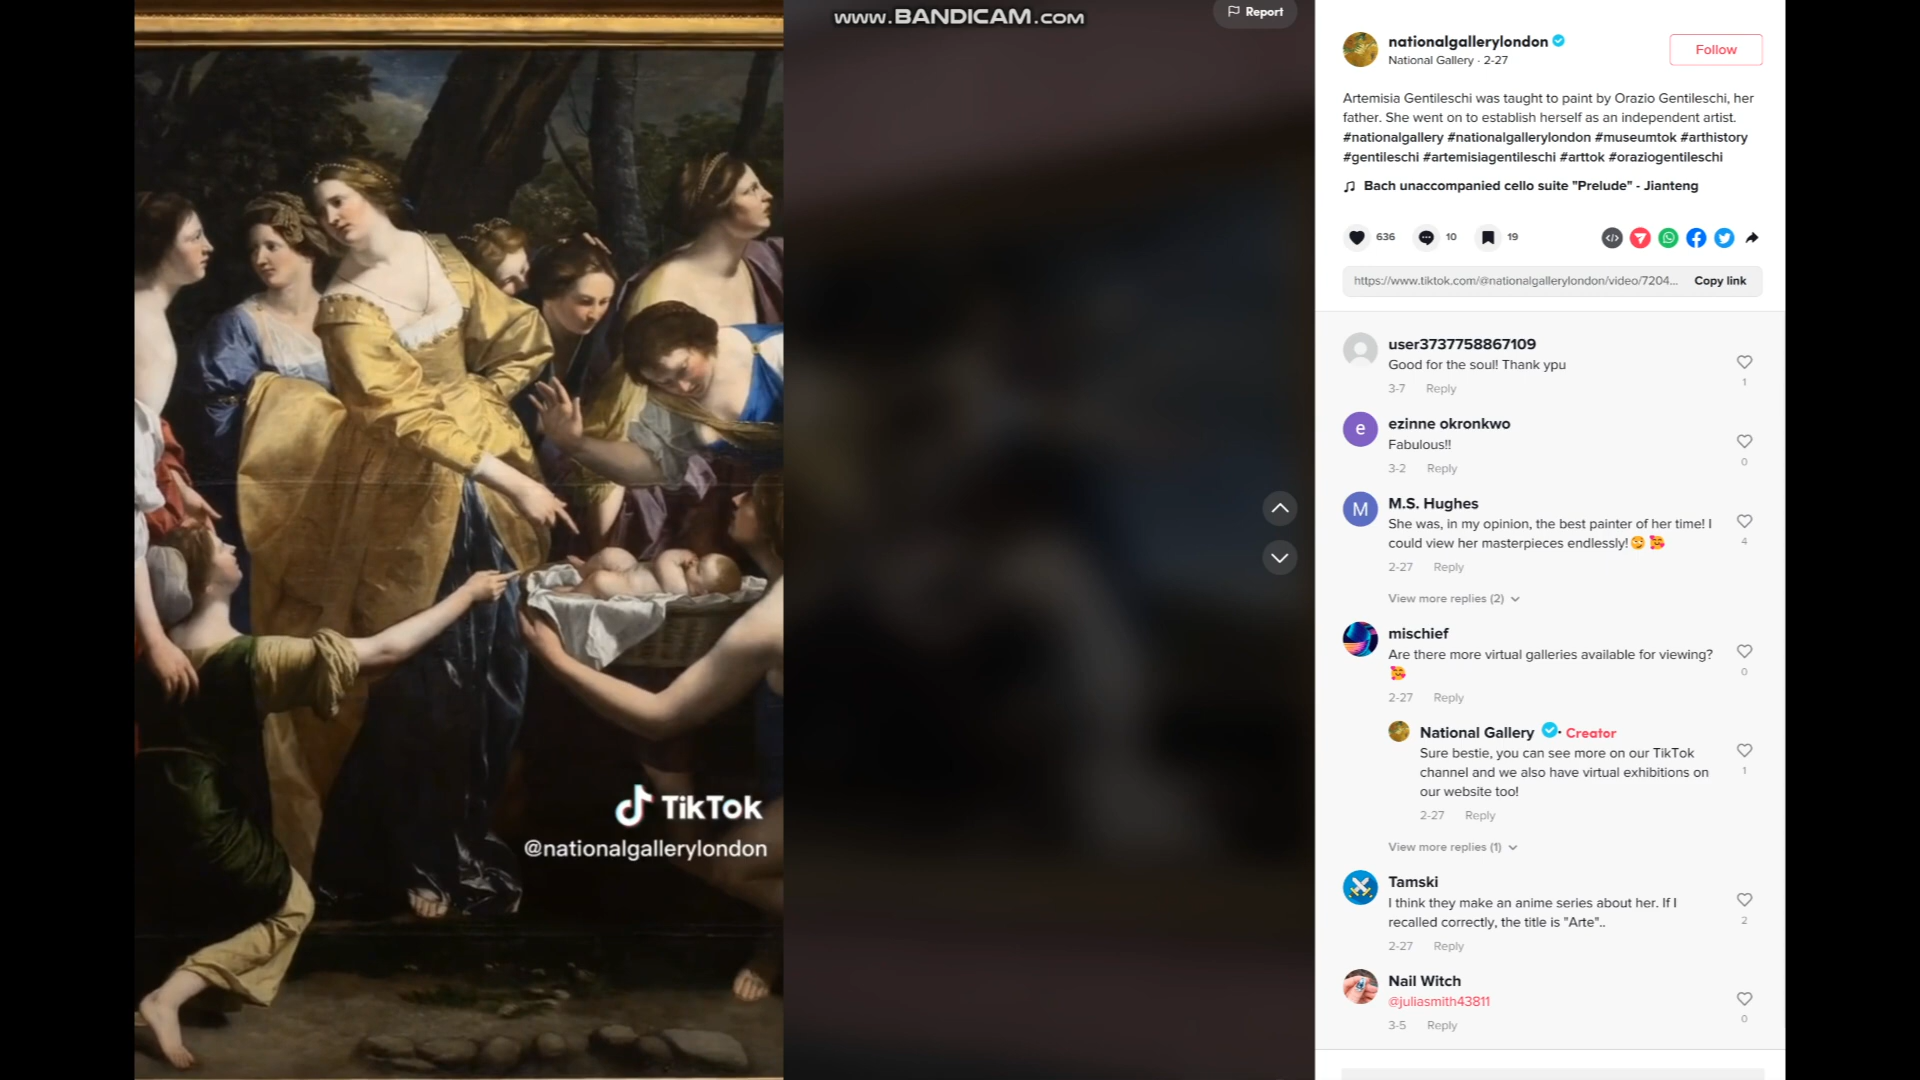 www.BANDICAM.com
Report
TikTok
@nationalgallerylondon
nationalgallerylondon
National Gallery · 2-27
Follow
Artemisia Gentileschi was taught to paint by Orazio Gentileschi, her
father. She went on to establish herself as an independent artist.
#nationalgallery #nationalgallerylondon #museumtok #arthistory
#gentileschi #artemisiagentileschi #arttok #oraziogentileschi
Bach unaccompanied cello suite "Prelude" - Jianteng
636 10 19
https://www.tiktok.com/@nationalgallerylondon/video/7204... Copy link
user3737758867109
Good for the soul! Thank ypu
1
3-7 Reply
ezinne okronkwo
e
Fabulous!!
0
3-2 Reply
M.S. Hughes
M
She was, in my opinion, the best painter of her time! I
could view her masterpieces endlessly!😳 🥰
4
2-27 Reply
View more replies (2)
mischief
Are there more virtual galleries available for viewing?
🥰
0
2-27 Reply
National Gallery · Creator
Sure bestie, you can see more on our TikTok
channel and we also have virtual exhibitions on
1
our website too!
2-27 Reply
View more replies (1)
Tamski
I think they make an anime series about her. If I
recalled correctly, the title is "Arte"..
2
2-27 Reply
Nail Witch
@juliasmith43811
0
3-5 Reply